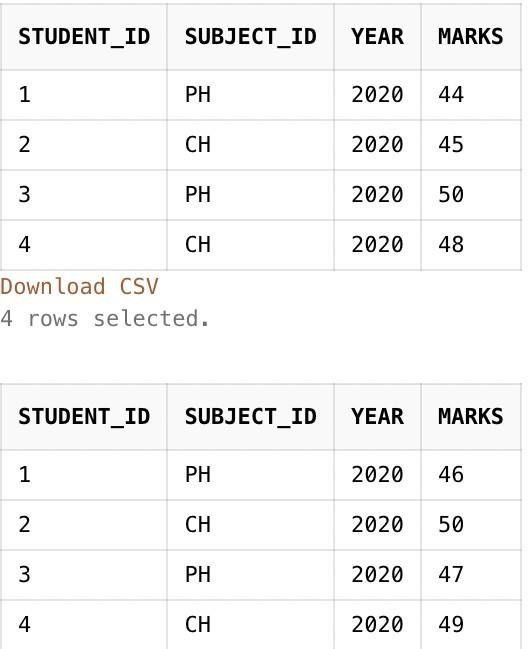 STUDENT_ID SUBJECT_ID YEAR MARKS
1 PH 2020 44
2 CH 2020 45
3 PH 2020 50
4 CH 2020 48
Download CSV
4 rows selected.
STUDENT_ID SUBJECT_ID YEAR MARKS
1 PH 2020 46
2 CH 2020 50
3 PH 2020 47
4 CH 2020 49